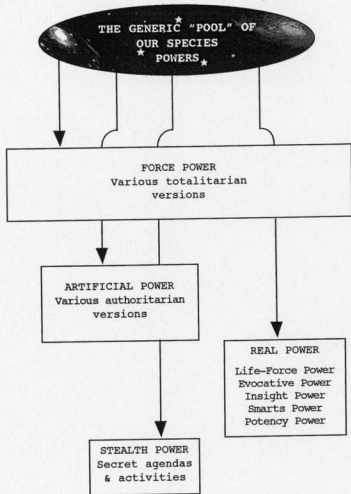 THE GENERIC "POOL" OF
OUR SPECIES
POWERS
FORCE POWER
Various totalitarian
versions
ARTIFICIAL POWER
Various authoritarian
versions
REAL POWER
Life-Force Power
Evocative Power
Insight Power
Smarts Power
Potency Power
STEALTH POWER
Secret agendas
& activities